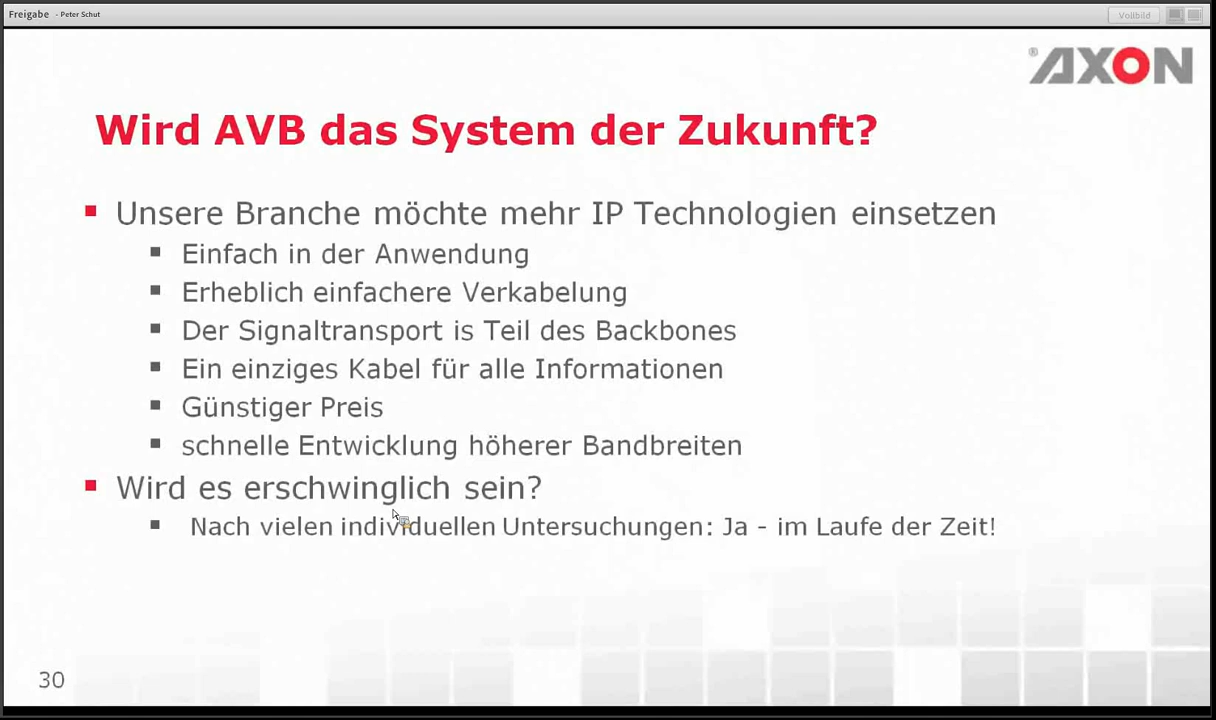 Freigabe - Peter Schut
Vollbild
®AXON
Wird AVB das System der Zukunft?
Unsere Branche möchte mehr IP Technologien einsetzen
Einfach in der Anwendung
Erheblich einfachere Verkabelung
Der Signaltransport is Teil des Backbones
Ein einziges Kabel für alle Informationen
Günstiger Preis
schnelle Entwicklung höherer Bandbreiten
Wird es erschwinglich sein?
Nach vielen individuellen Untersuchungen: Ja - im Laufe der Zeit!
30